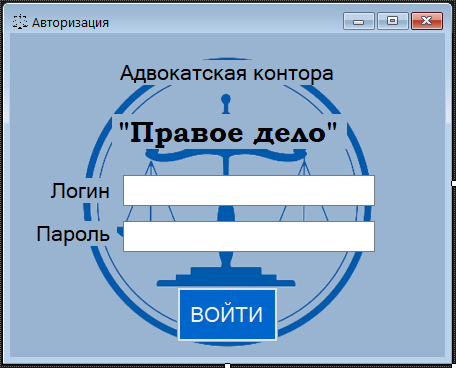 Авторизация
Адвокатская контора
"Правое дело"
Логин
Пароль
ВОЙТИ